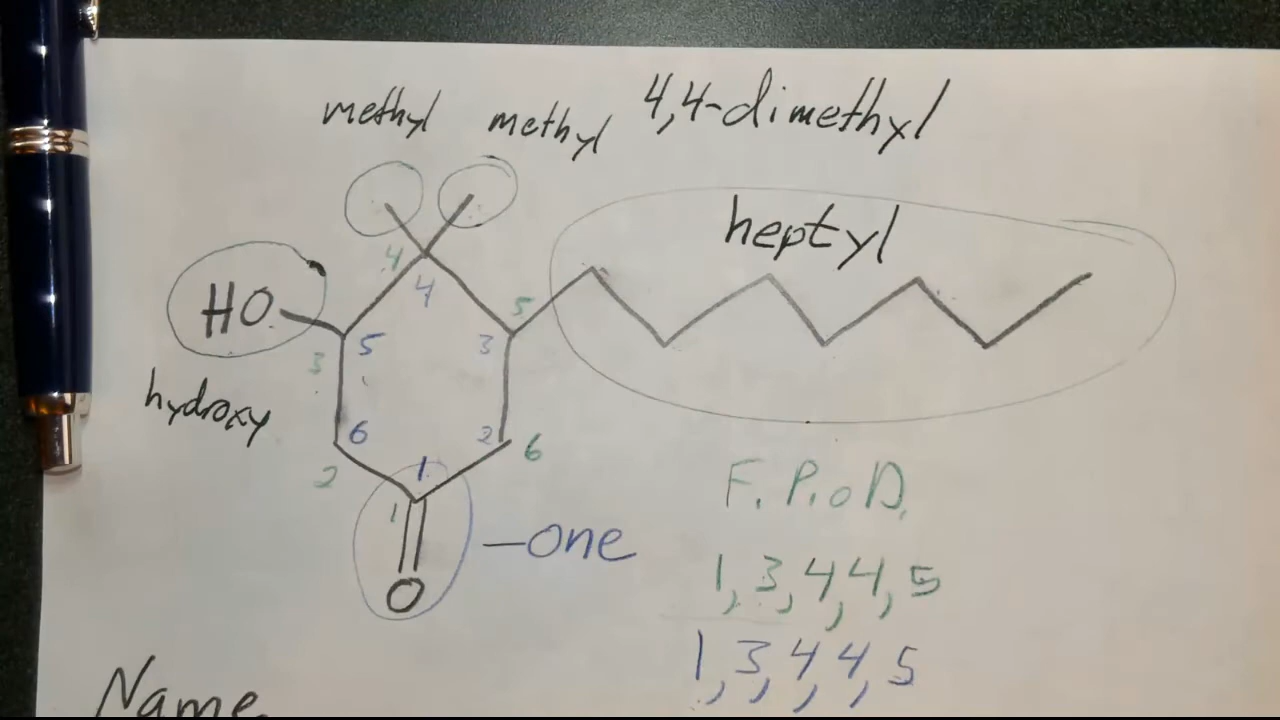 methyl methyl 4,4-dimethyl
heptyl
4
4
HO
5
5
3
3
hydroxy
6
2
6
2
1
1
F.P.oD.
-one
O
1,3,4,4,5
1,3,4,4,5
Name